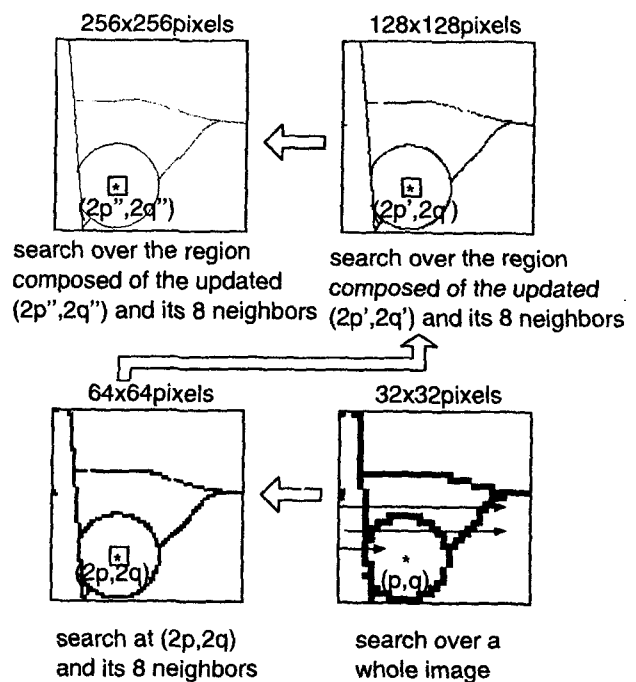 256x256pixels
128x128pixels
*
(2p",2q")
*
(2p',2q')
search over the region
composed of the updated
(2p",2q") and its 8 neighbors
search over the region
composed of the updated
(2p',2q') and its 8 neighbors
64x64pixels
32x32pixels
*
(2p,2q)
*
(p,q)
search at (2p,2q)
and its 8 neighbors
search over a
whole image